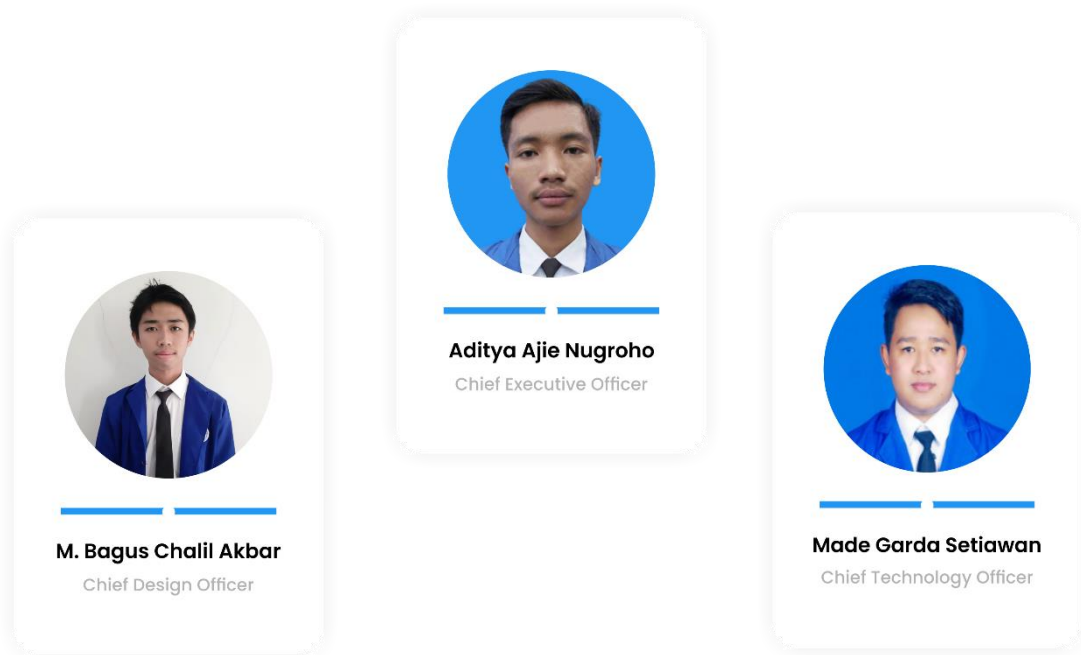 Aditya Ajie Nugroho
Chief Executive Officer
M. Bagus Chalil Akbar
Chief Design Officer
Made Garda Setiawan
Chief Technology Officer